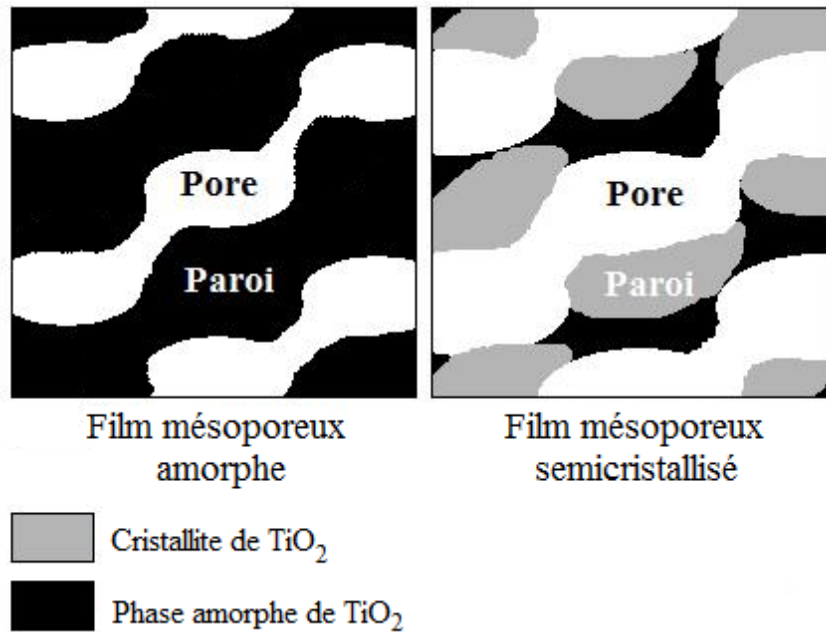 Pore
Paroi
Pore
Paroi
Film mésoporeux
amorphe
Film mésoporeux
semicristallisé
Cristallite de TiO₂
Phase amorphe de TiO₂